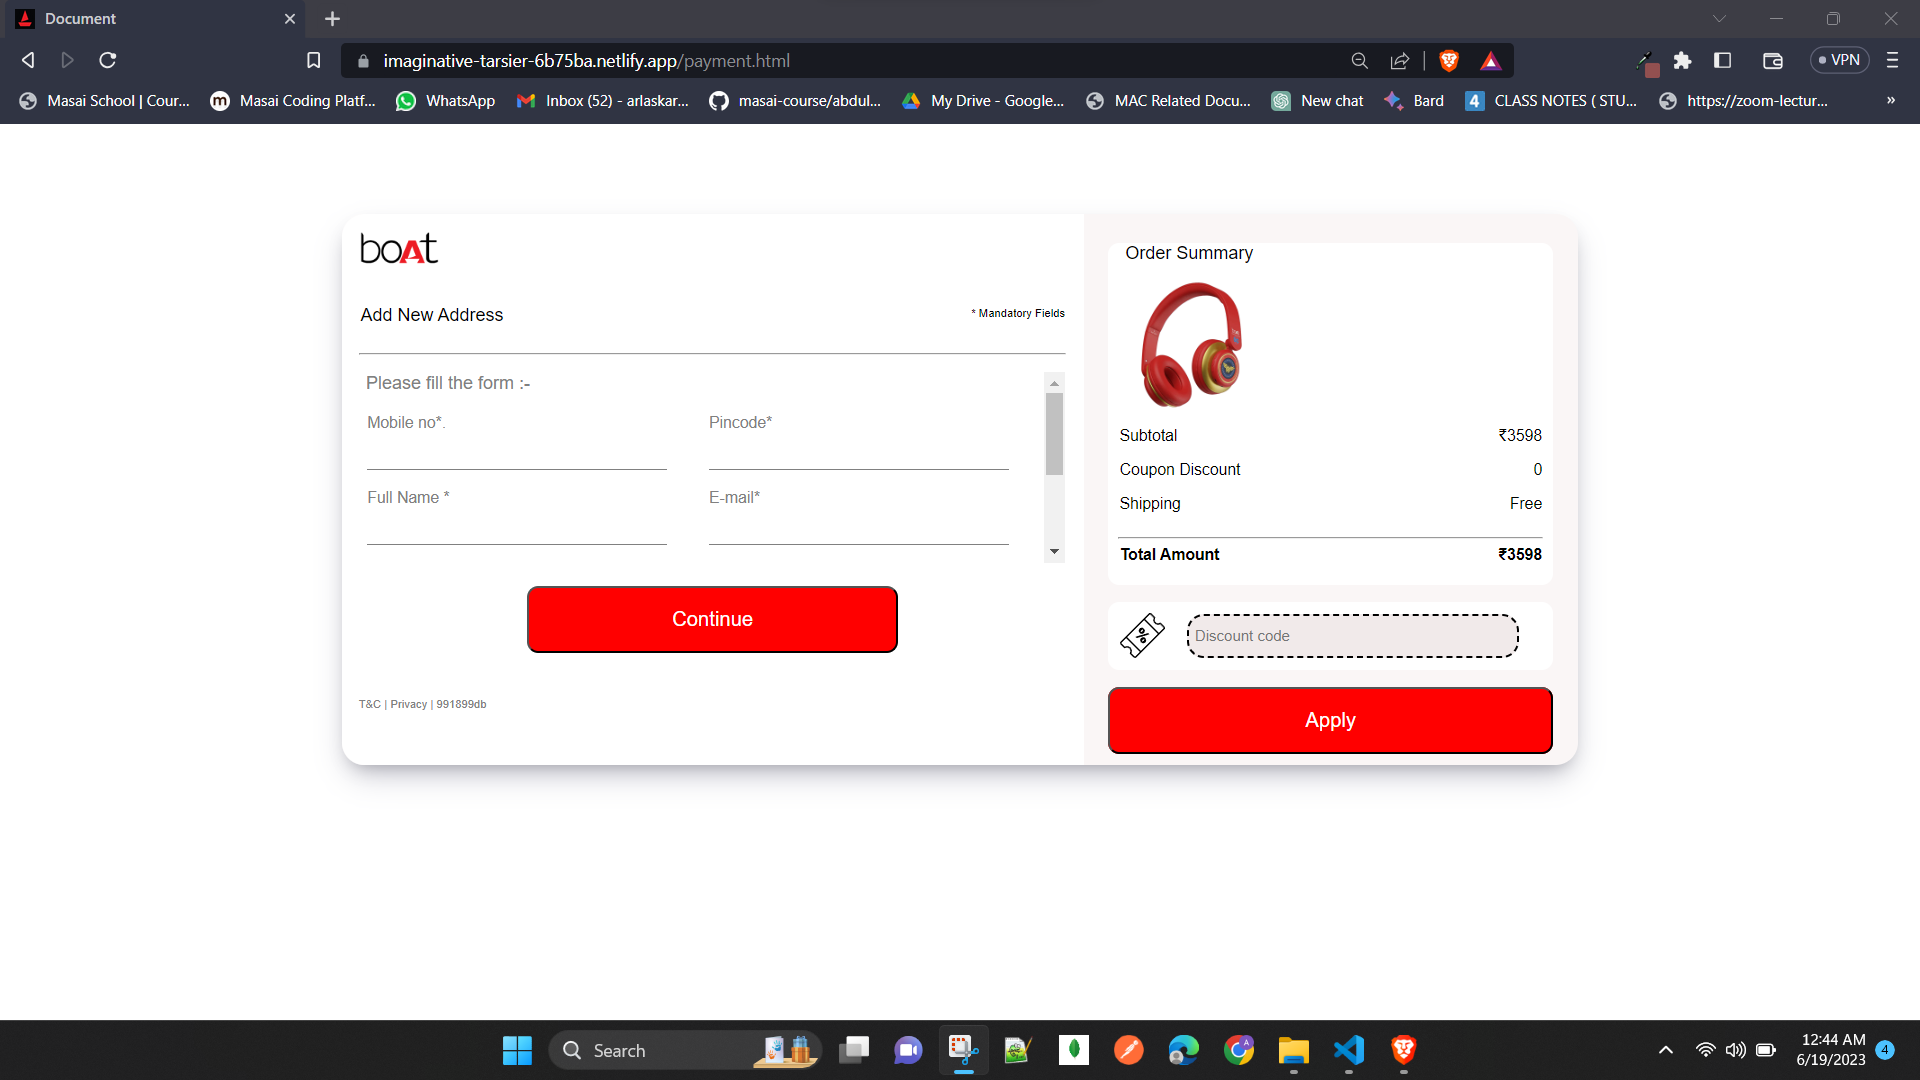 Document
imaginative-tarsier-6b75ba.netlify.app/payment.html
VPN
Masai School | Cour...
Masai Coding Platf...
WhatsApp
Inbox (52) - arlaskar...
masai-course/abdul...
My Drive - Google...
MAC Related Docu...
New chat
Bard
4
CLASS NOTES ( STU...
https://zoom-lectur...
»
boAt
Add New Address
* Mandatory Fields
Please fill the form :-
Mobile no*.
Pincode*
Full Name *
E-mail*
Continue
T&C | Privacy | 991899db
Order Summary
Subtotal ₹3598
Coupon Discount 0
Shipping Free
Total Amount ₹3598
Discount code
Apply
Search
12:44 AM
6/19/2023
4